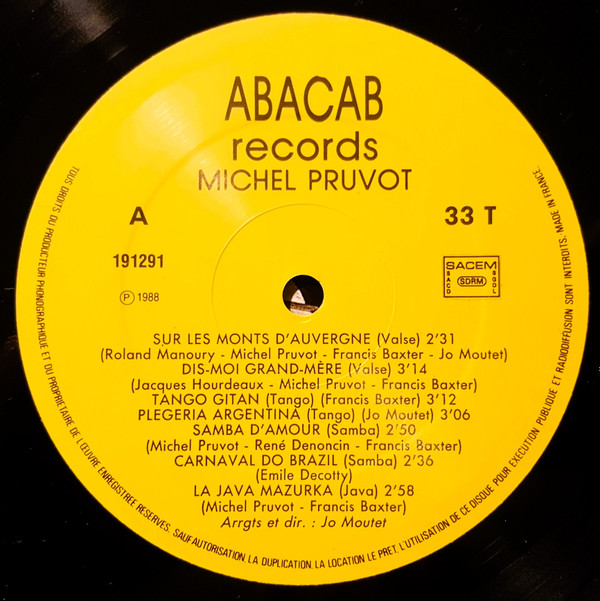 ABACAB
records
MICHEL PRUVOT
A
33 T
191291
SACEM
SACD
SDRM
SGDL
Ⓟ 1988
SUR LES MONTS D'AUVERGNE (Valse) 2'31
(Roland Manoury - Michel Pruvot - Francis Baxter - Jo Moutet)
DIS-MOI GRAND-MÈRE (Valse) 3'14
(Jacques Hourdeaux - Michel Pruvot - Francis Baxter)
TANGO GITAN (Tango) (Francis Baxter) 3'12
PLEGERIA ARGENTINA (Tango) (Jo Moutet) 3'06
SAMBA D'AMOUR (Samba) 2'50
(Michel Pruvot - René Denoncin - Francis Baxter)
CARNAVAL DO BRAZIL (Samba) 2'36
(Emile Decotty)
LA JAVA MAZURKA (Java) 2'58
(Michel Pruvot - Francis Baxter)
Arrgts et dir. : Jo Moutet
TOUS DROITS DU PRODUCTEUR PHONOGRAPHIQUE ET DU PROPRIETAIRE DE L'ŒUVRE ENREGISTREE RESERVES. SAUF AUTORISATION, LA DUPLICATION, LA LOCATION, LE PRET, L'UTILISATION DE CE DISQUE POUR EXECUTION PUBLIQUE ET RADIODIFFUSION SONT INTERDITS. MADE IN FRANCE.